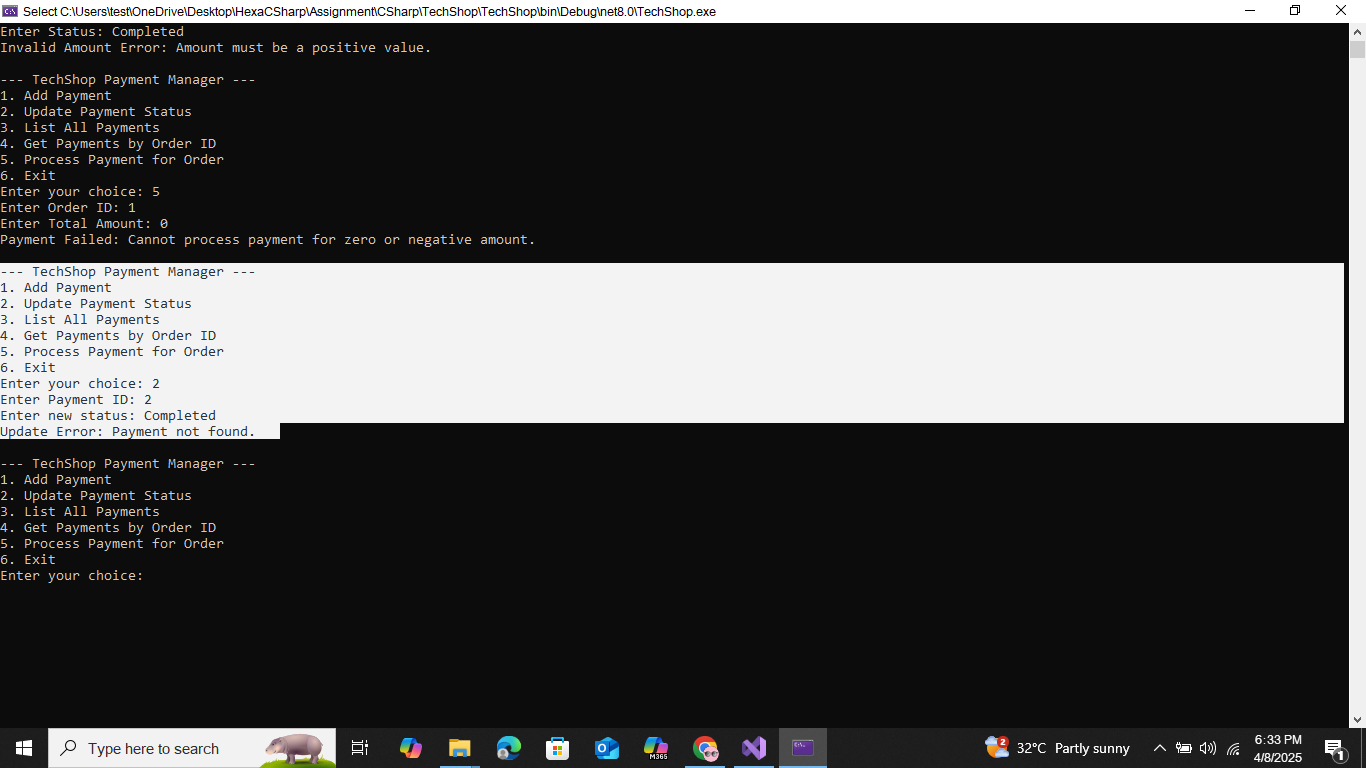 Select C:\Users\test\OneDrive\Desktop\HexaCSharp\Assignment\CSharp\TechShop\TechShop\bin\Debug\net8.0\TechShop.exe
Enter Status: Completed
Invalid Amount Error: Amount must be a positive value.
--- TechShop Payment Manager ---
1. Add Payment
2. Update Payment Status
3. List All Payments
4. Get Payments by Order ID
5. Process Payment for Order
6. Exit
Enter your choice: 5
Enter Order ID: 1
Enter Total Amount: 0
Payment Failed: Cannot process payment for zero or negative amount.
--- TechShop Payment Manager ---
1. Add Payment
2. Update Payment Status
3. List All Payments
4. Get Payments by Order ID
5. Process Payment for Order
6. Exit
Enter your choice: 2
Enter Payment ID: 2
Enter new status: Completed
Update Error: Payment not found.
--- TechShop Payment Manager ---
1. Add Payment
2. Update Payment Status
3. List All Payments
4. Get Payments by Order ID
5. Process Payment for Order
6. Exit
Enter your choice:
Type here to search
M365
2
32°C Partly sunny
6:33 PM
4/8/2025
1